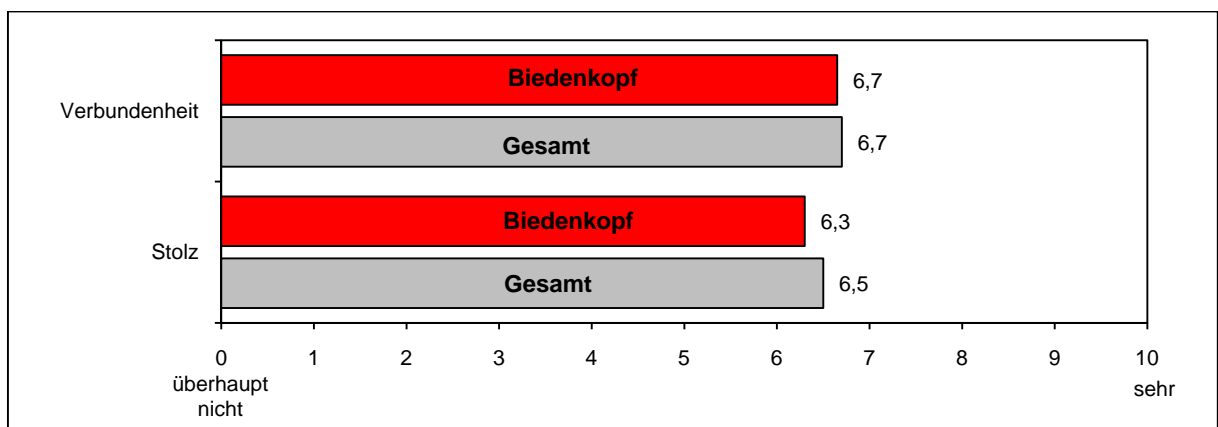 Verbundenheit
Biedenkopf
6,7
Gesamt
6,7
Stolz
Biedenkopf
6,3
Gesamt
6,5
0 1 2 3 4 5 6 7 8 9 10
überhaupt
nicht
sehr